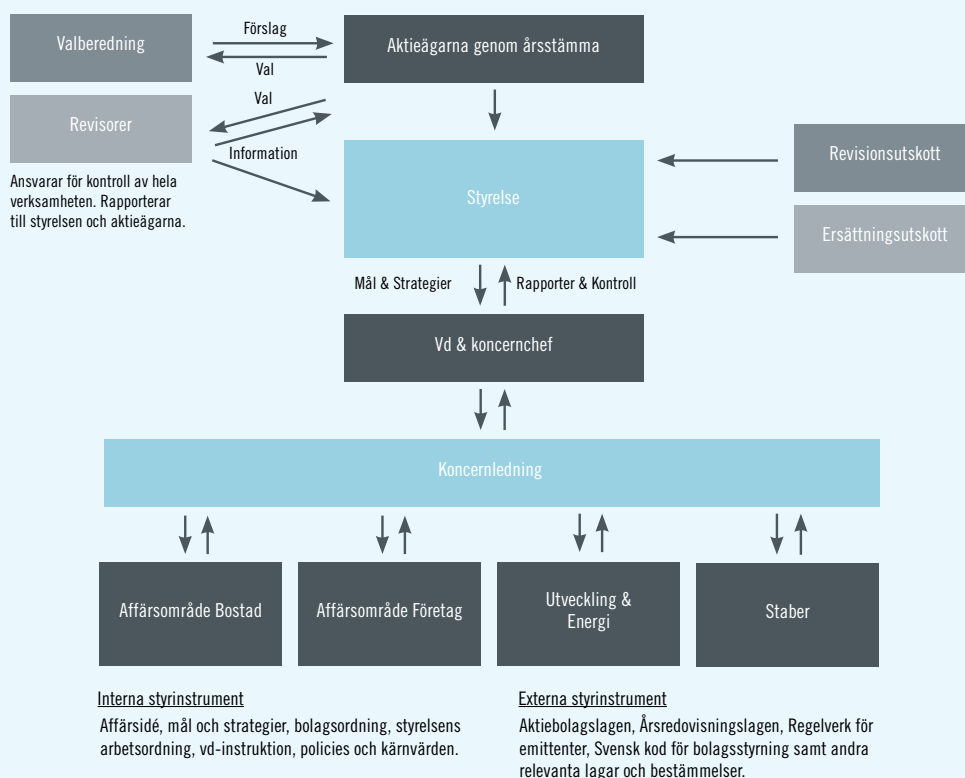 Valberedning
Förslag
Val
Aktieägarna genom årsstämma
Revisorer
Val
Information
Ansvarar för kontroll av hela
verksamheten. Rapporterar
till styrelsen och aktieägarna.
Styrelse
Revisionsutskott
Ersättningsutskott
Mål & Strategier
Rapporter & Kontroll
Vd & koncernchef
Koncernledning
Affärsområde Bostad
Affärsområde Företag
Utveckling &
Energi
Staber
Interna styrinstrument
Affärsidé, mål och strategier, bolagsordning, styrelsens
arbetsordning, vd-instruktion, policies och kärnvärden.
Externa styrinstrument
Aktiebolagslagen, Årsredovisningslagen, Regelverk för
emittenter, Svensk kod för bolagsstyrning samt andra
relevanta lagar och bestämmelser.